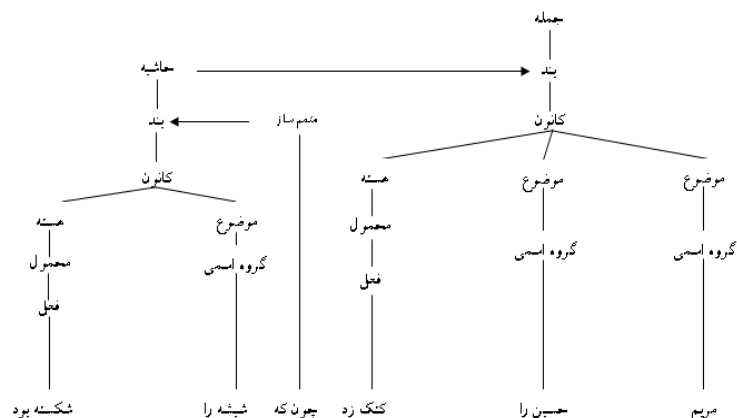 جمله
حاشیه
بند
متمم ساز
بند
کانون
کانون
موضوع
موضوع
هسته
موضوع
هسته
محمول
گروه اسمی
گروه اسمی
گروه اسمی
محمول
فعل
فعل
مریم حسین را کتک زد چون که شیشه را شکسته بود